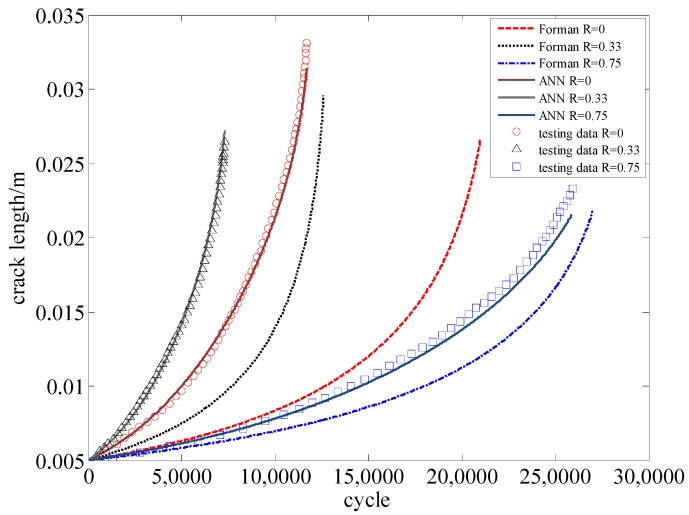 0.035
0.03
0.025
0.02
0.015
0.01
0.005
crack length/m
0
5,0000
10,0000
15,0000
20,0000
25,0000
30,0000
cycle
Forman R=0
Forman R=0.33
Forman R=0.75
ANN R=0
ANN R=0.33
ANN R=0.75
testing data R=0
testing data R=0.33
testing data R=0.75